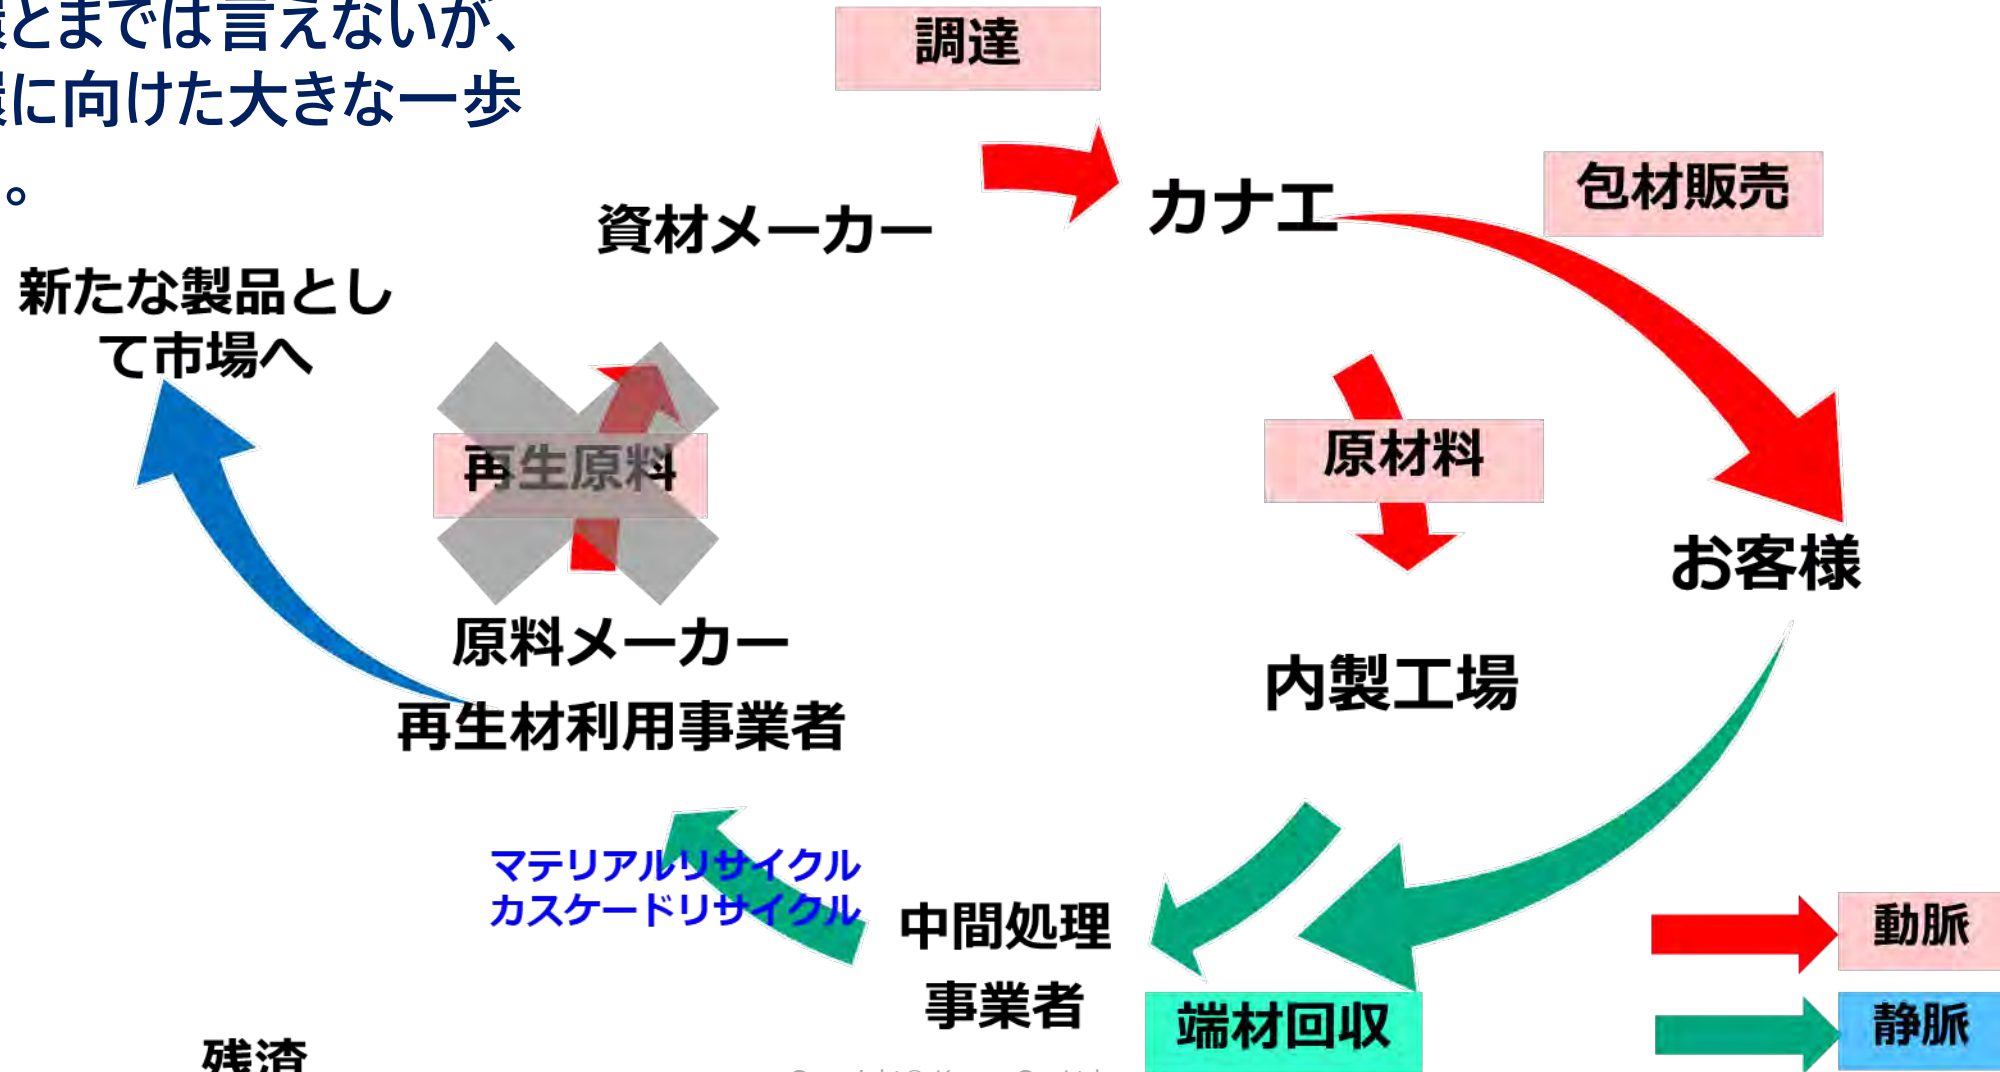 とまでは言えないが、
に向けた大きな一歩
。
調達
カナエ
包材販売
資材メーカー
新たな製品とし
て市場へ
再生原料
原材料
お客様
原料メーカー
再生材利用事業者
内製工場
マテリアルリサイクル
カスケードリサイクル
中間処理
事業者
端材回収
動脈
静脈
残渣